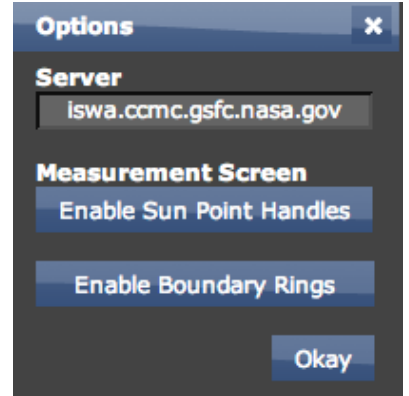 Options
Server
iswa.ccmc.gsfc.nasa.gov
Measurement Screen
Enable Sun Point Handles
Enable Boundary Rings
Okay